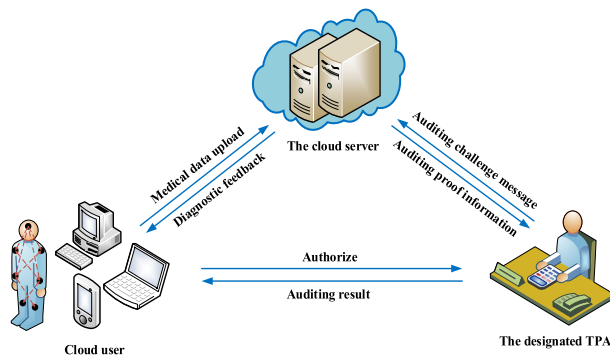 The cloud server
Medical data upload
Diagnostic feedback
Auditing challenge message
Auditing proof information
Authorize
Auditing result
Cloud user
The designated TPA